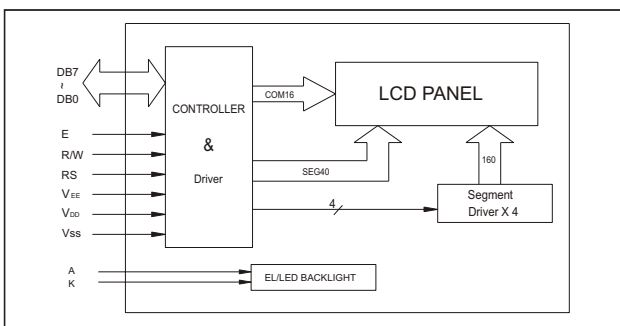 DB7
~
DB0
E
R/W
RS
VEE
VDD
Vss
A
K
CONTROLLER
&
Driver
COM16
SEG40
4
LCD PANEL
160
Segment
Driver X 4
EL/LED BACKLIGHT